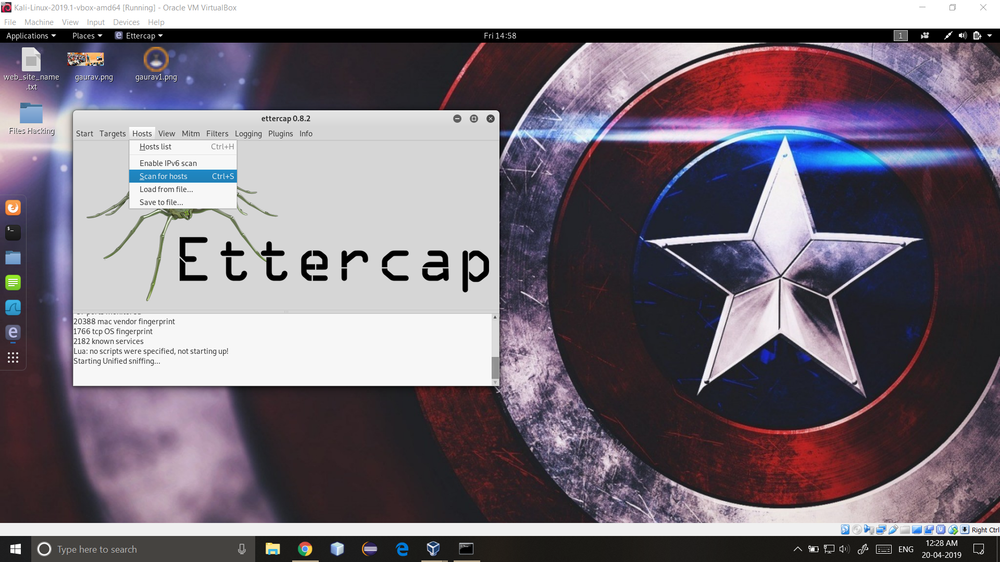 Kali-Linux-2019.1-vbox-amd64 [Running] - Oracle VM VirtualBox
File Machine View Input Devices Help
Applications Places Ettercap Fri 14:58 1
web_site_name
.txt
gaurav.png
gaurav1.png
Files Hacking
ettercap 0.8.2
Start Targets Hosts View Mitm Filters Logging Plugins Info
Hosts list Ctrl+H
Enable IPv6 scan
Scan for hosts Ctrl+S
Load from file...
Save to file...
Ettercap
20388 mac vendor fingerprint
1766 tcp OS fingerprint
2182 known services
Lua: no scripts were specified, not starting up!
Starting Unified sniffing...
Right Ctrl
Type here to search
ENG
12:28 AM
20-04-2019